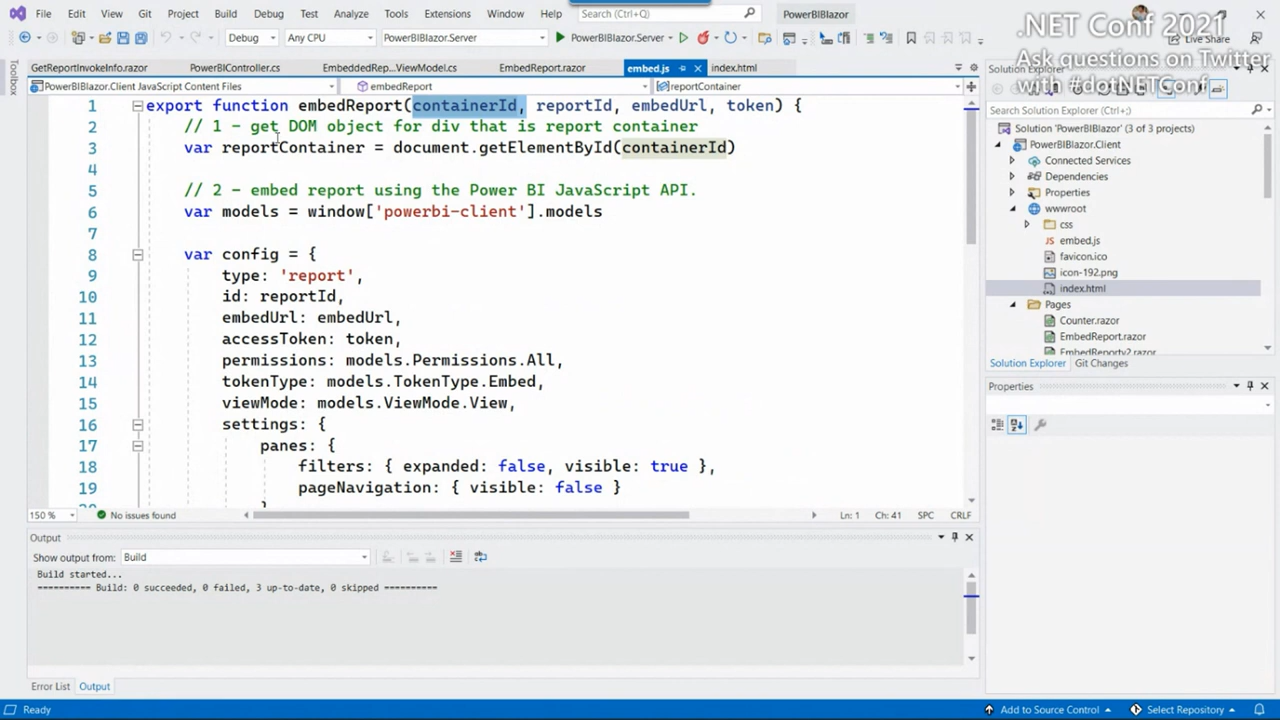 File Edit View Git Project Build Debug Test Analyze Tools Extensions Window Help Search (Ctrl+Q) PowerBIBlazor
.NET Conf 2021
Ask questions on Twitter
with #dotNETConf
Debug Any CPU PowerBIBlazor.Server PowerBIBlazor.Server Live Share
GetReportInvokeInfo.razor PowerBIController.cs EmbeddedRep...ViewModel.cs EmbedReport.razor embed.js index.html
PowerBIBlazor.Client JavaScript Content Files embedReport reportContainer
Toolbox
1 export function embedReport(containerId, reportId, embedUrl, token) {
2 // 1 - get DOM object for div that is report container
3 var reportContainer = document.getElementById(containerId)
4
5 // 2 - embed report using the Power BI JavaScript API.
6 var models = window['powerbi-client'].models
7
8 var config = {
9 type: 'report',
10 id: reportId,
11 embedUrl: embedUrl,
12 accessToken: token,
13 permissions: models.Permissions.All,
14 tokenType: models.TokenType.Embed,
15 viewMode: models.ViewMode.View,
16 settings: {
17 panes: {
18 filters: { expanded: false, visible: true },
19 pageNavigation: { visible: false }
20 }
150 % No issues found Ln: 1 Ch: 41 SPC CRLF
Output
Show output from: Build
Build started...
========== Build: 0 succeeded, 0 failed, 3 up-to-date, 0 skipped ==========
Error List Output
Solution Explorer
Search Solution Explorer (Ctrl+;)
Solution 'PowerBIBlazor' (3 of 3 projects)
PowerBIBlazor.Client
Connected Services
Dependencies
Properties
wwwroot
css
embed.js
favicon.ico
icon-192.png
index.html
Pages
Counter.razor
EmbedReport.razor
EmbedReportv2.razor
Solution Explorer Git Changes
Properties
Ready Add to Source Control Select Repository